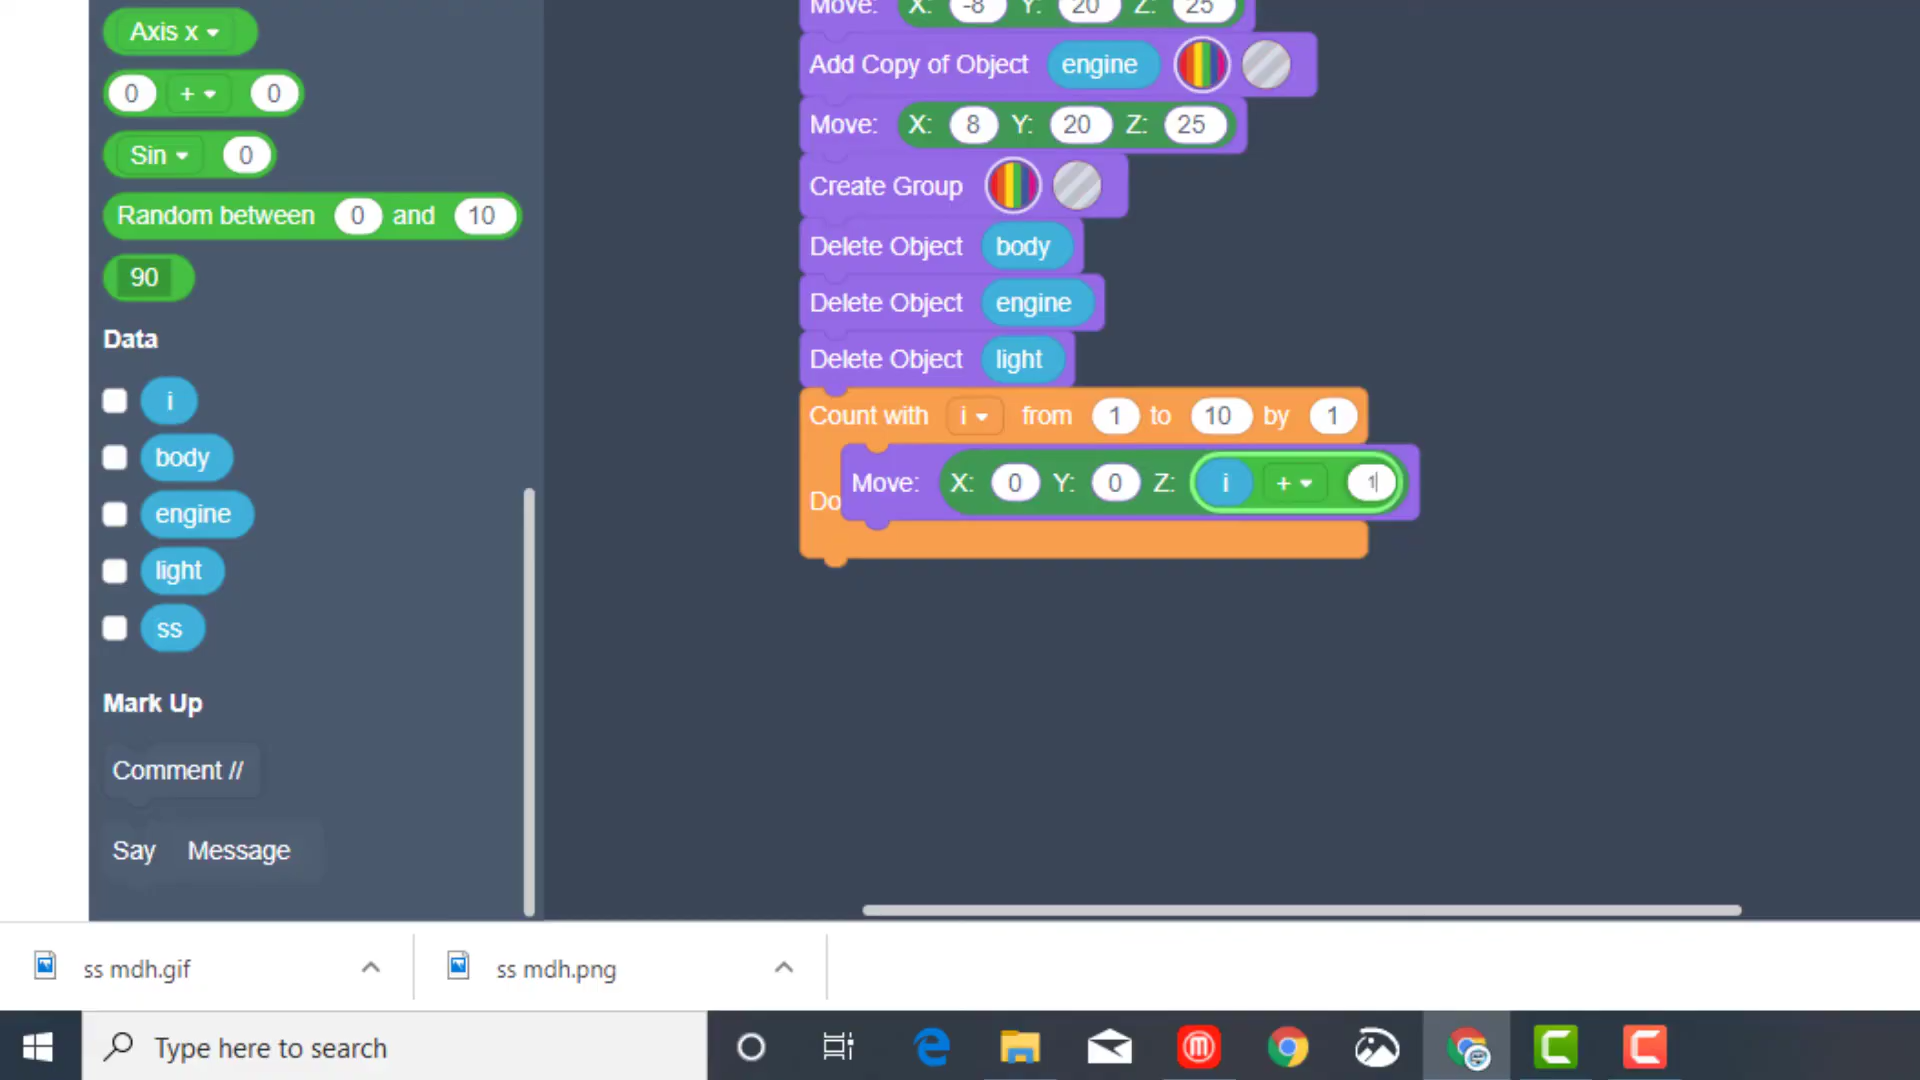 Axis x
0 + 0
Sin 0
Random between 0 and 10
90
Data
i
body
engine
light
ss
Mark Up
Comment //
Say Message
Move: X: -8 Y: 20 Z: 25
Add Copy of Object engine
Move: X: 8 Y: 20 Z: 25
Create Group
Delete Object body
Delete Object engine
Delete Object light
Count with i from 1 to 10 by 1
Do
Move: X: 0 Y: 0 Z: i + 1
ss mdh.gif
ss mdh.png
Type here to search